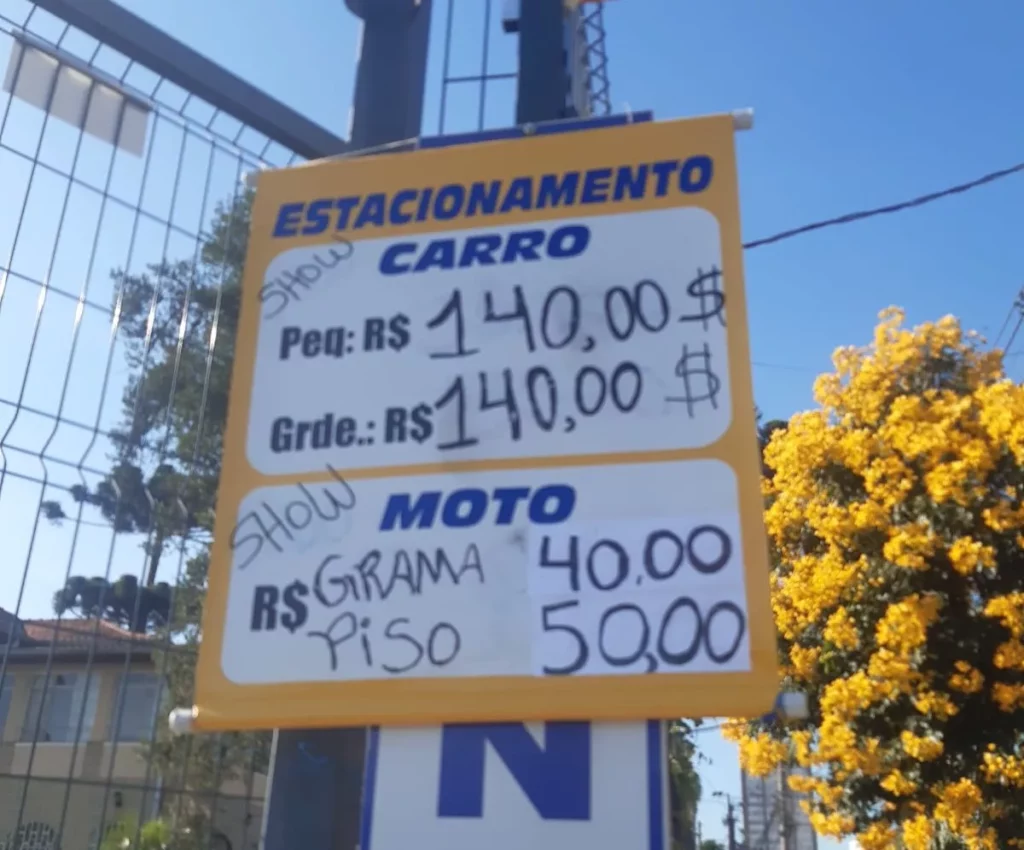 ESTACIONAMENTO
SHOW CARRO
Peq: R$ 140,00 $
Grde.: R$ 140,00 $
SHOW MOTO
R$ GRAMA 40,00
PISO 50,00
N